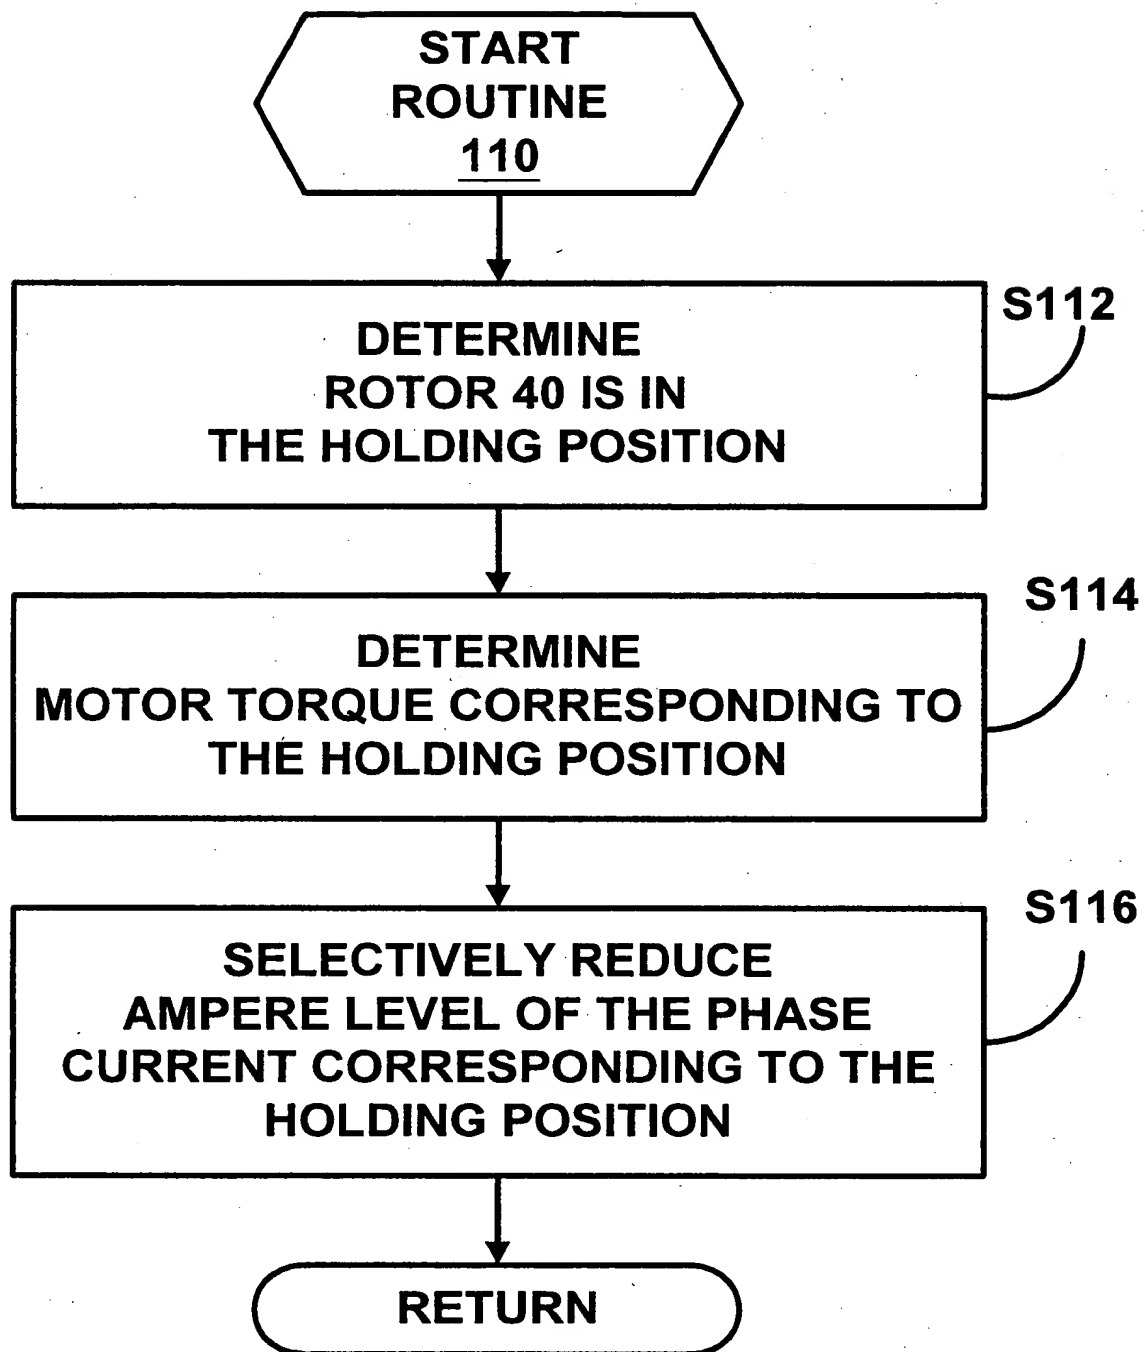 START
ROUTINE
110
S112
DETERMINE
ROTOR 40 IS IN
THE HOLDING POSITION
S114
DETERMINE
MOTOR TORQUE CORRESPONDING TO
THE HOLDING POSITION
S116
SELECTIVELY REDUCE
AMPERE LEVEL OF THE PHASE
CURRENT CORRESPONDING TO THE
HOLDING POSITION
RETURN